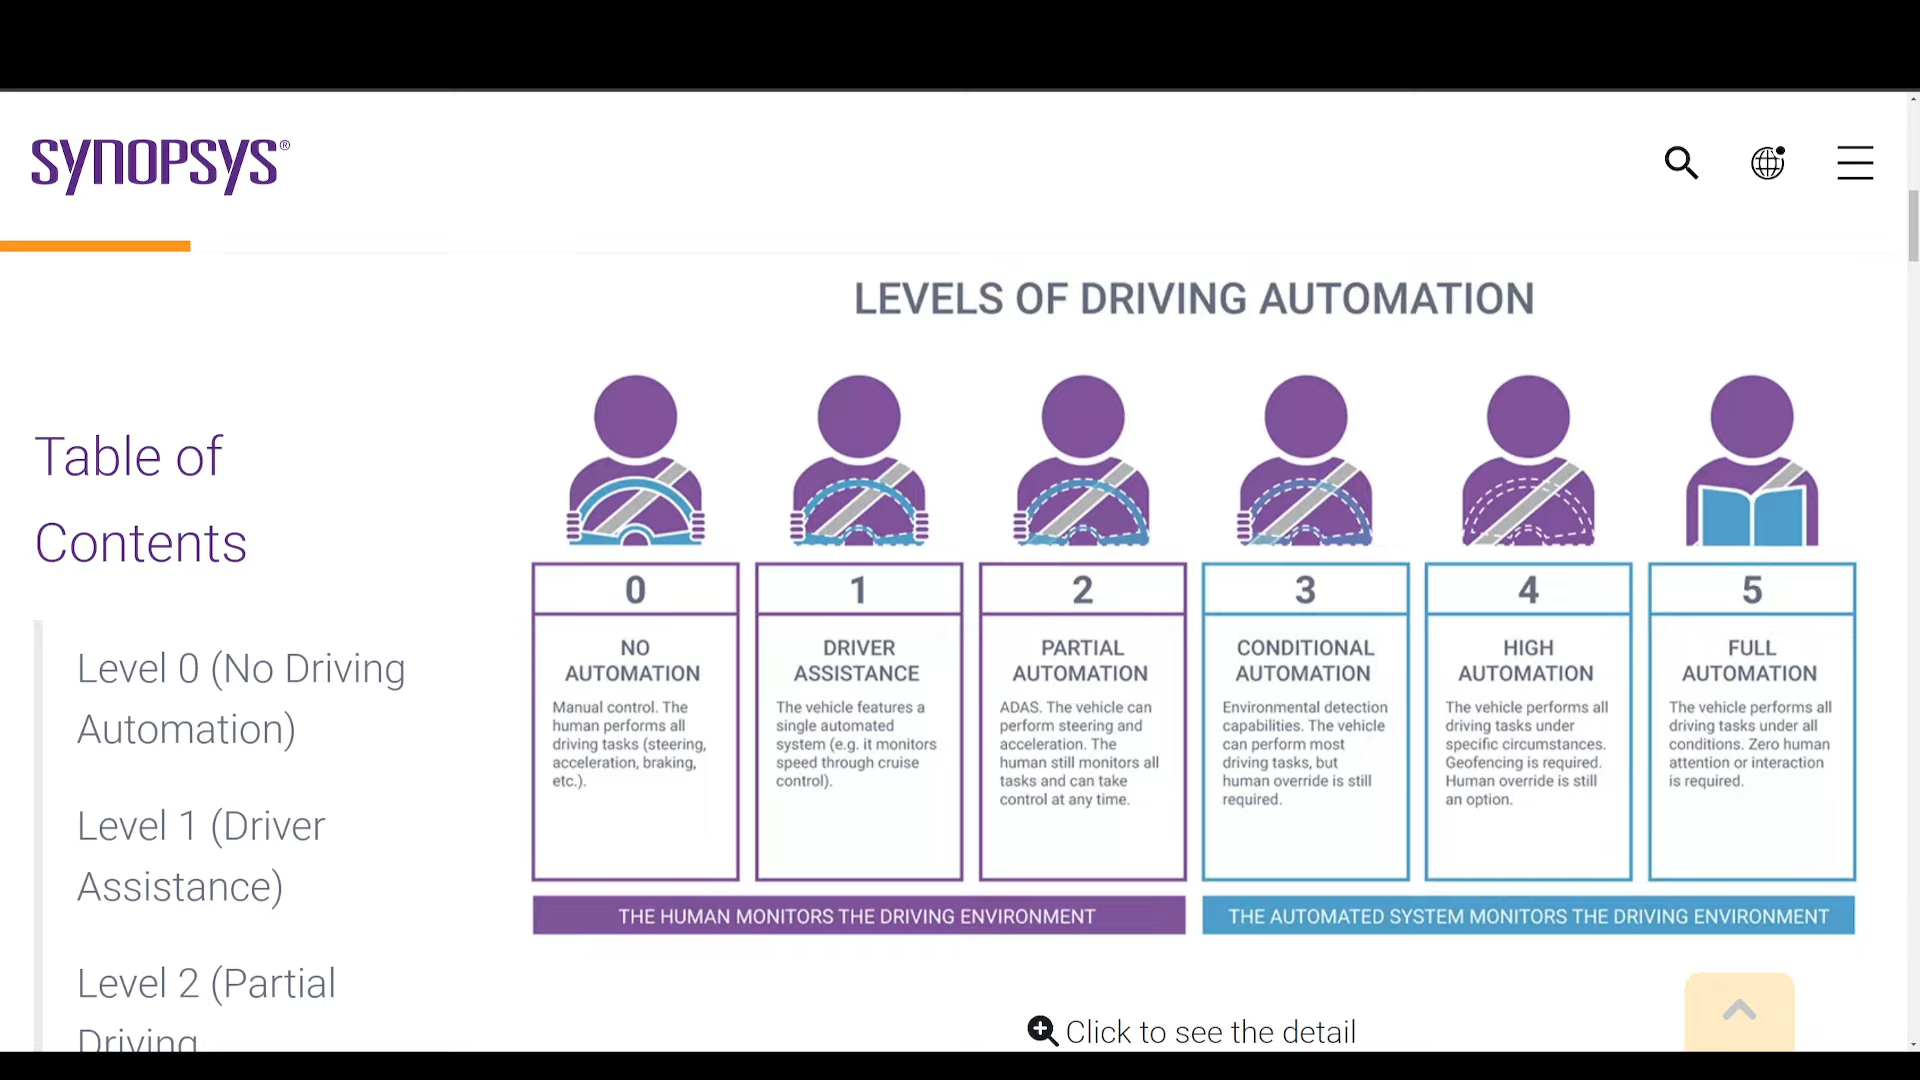 SYNOPSYS®
LEVELS OF DRIVING AUTOMATION
Table of
Contents
Level 0 (No Driving
Automation)
Level 1 (Driver
Assistance)
Level 2 (Partial
Driving
0
NO
AUTOMATION
Manual control. The
human performs all
driving tasks (steering,
acceleration, braking,
etc.).
1
DRIVER
ASSISTANCE
The vehicle features a
single automated
system (e.g. it monitors
speed through cruise
control).
2
PARTIAL
AUTOMATION
ADAS. The vehicle can
perform steering and
acceleration. The
human still monitors all
tasks and can take
control at any time.
3
CONDITIONAL
AUTOMATION
Environmental detection
capabilities. The vehicle
can perform most
driving tasks, but
human override is still
required.
4
HIGH
AUTOMATION
The vehicle performs all
driving tasks under
specific circumstances.
Geofencing is required.
Human override is still
an option.
5
FULL
AUTOMATION
The vehicle performs all
driving tasks under all
conditions. Zero human
attention or interaction
is required.
THE HUMAN MONITORS THE DRIVING ENVIRONMENT
THE AUTOMATED SYSTEM MONITORS THE DRIVING ENVIRONMENT
Click to see the detail